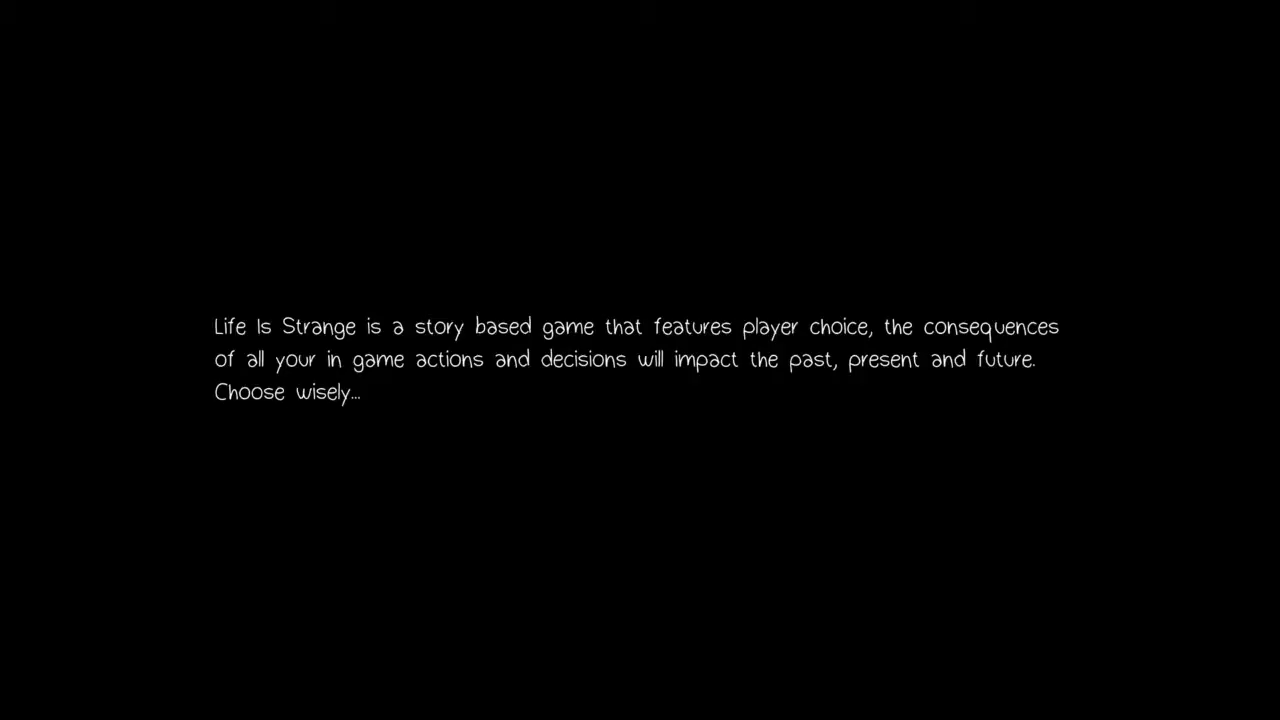 Life Is Strange is a story based game that features player choice, the consequences
of all your in game actions and decisions will impact the past, present and future.
Choose wisely...